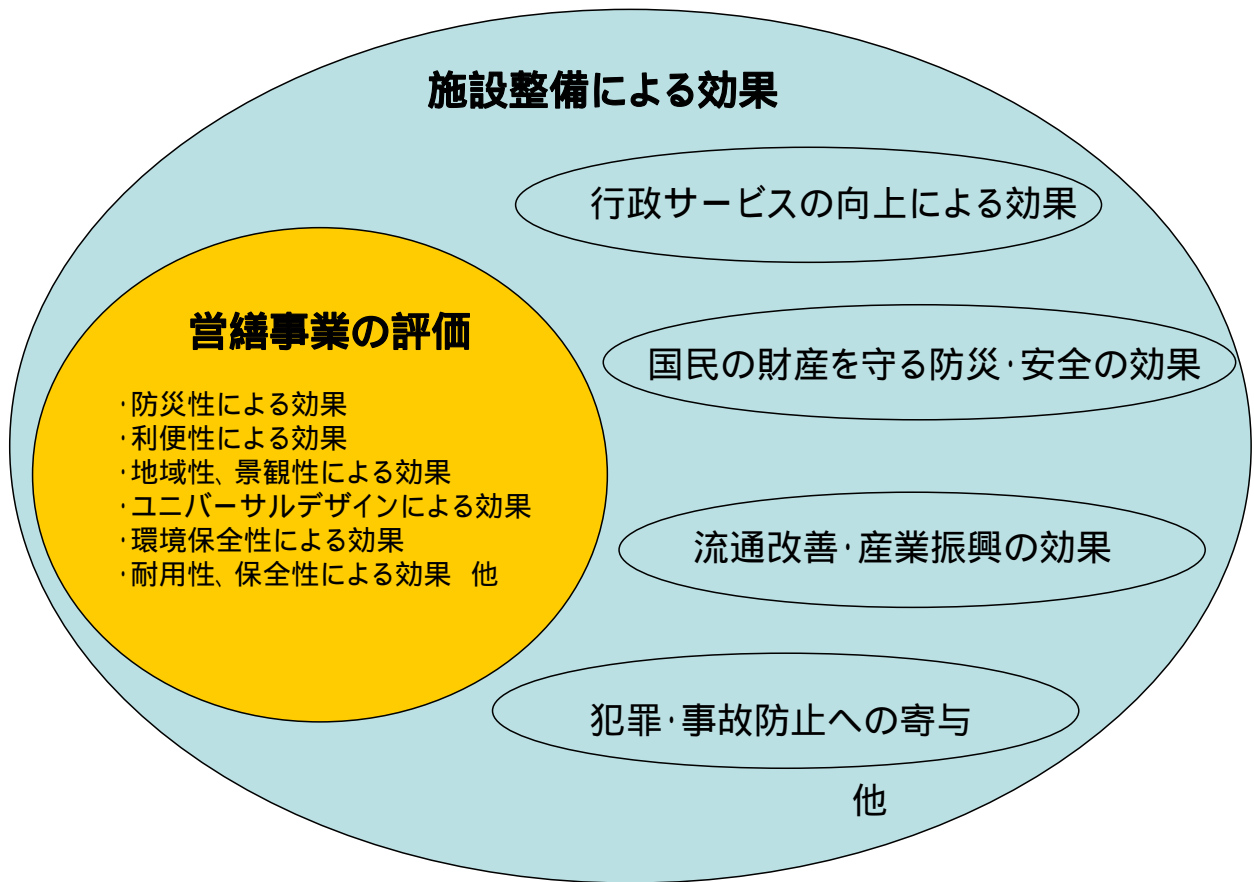 施設整備による効果
行政サービスの向上による効果
営繕事業の評価
・防災性による効果
・利便性による効果
・地域性、景観性による効果
・ユニバーサルデザインによる効果
・環境保全性による効果
・耐用性、保全性による効果 他
国民の財産を守る防災・安全の効果
流通改善・産業振興の効果
犯罪・事故防止への寄与
他